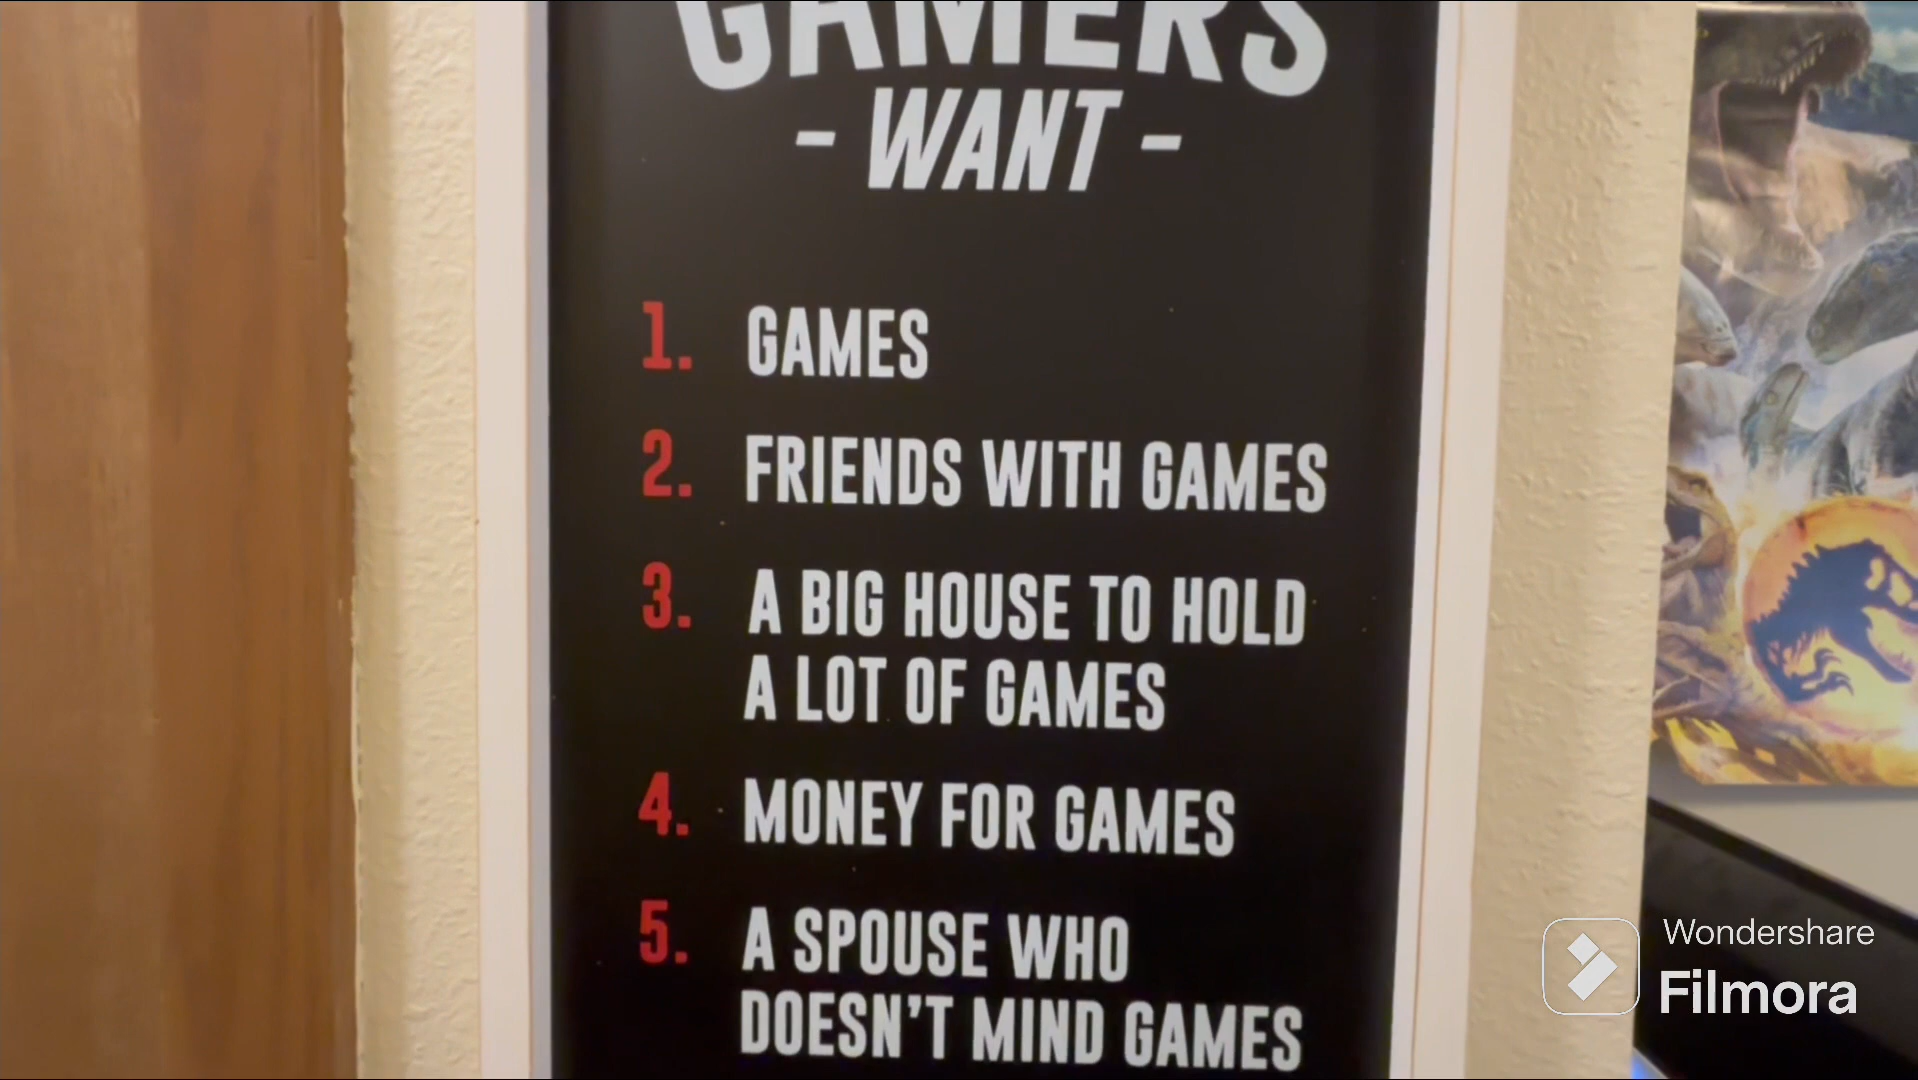 GAMERS
- WANT -
1. GAMES
2. FRIENDS WITH GAMES
3. A BIG HOUSE TO HOLD
A LOT OF GAMES
4. MONEY FOR GAMES
5. A SPOUSE WHO
DOESN'T MIND GAMES
Wondershare
Filmora